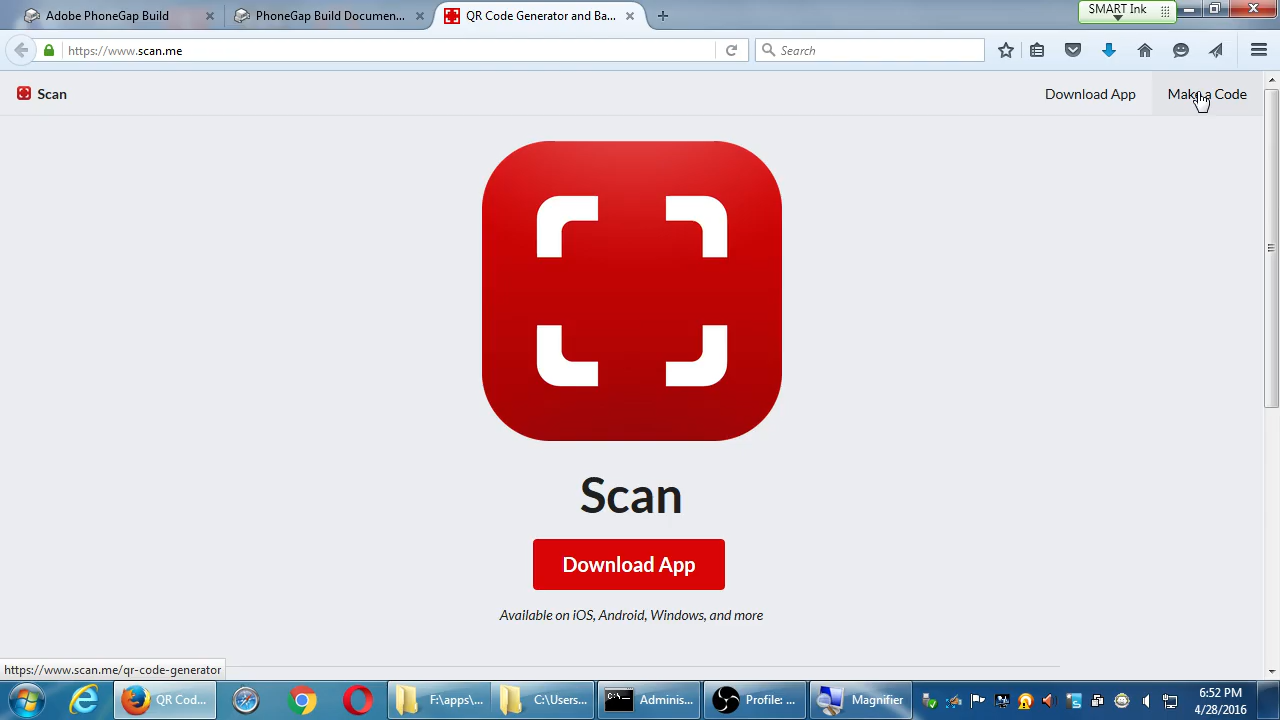 Adobe PhoneGap Build
PhoneGap Build Documen...
QR Code Generator and Ba...
SMART Ink
https://www.scan.me
Search
Scan
Download App
Make a Code
Scan
Download App
Available on iOS, Android, Windows, and more
https://www.scan.me/qr-code-generator
QR Cod...
F:\apps\...
C:\Users...
C:\.
Adminis...
Profile: ...
Magnifier
6:52 PM
4/28/2016